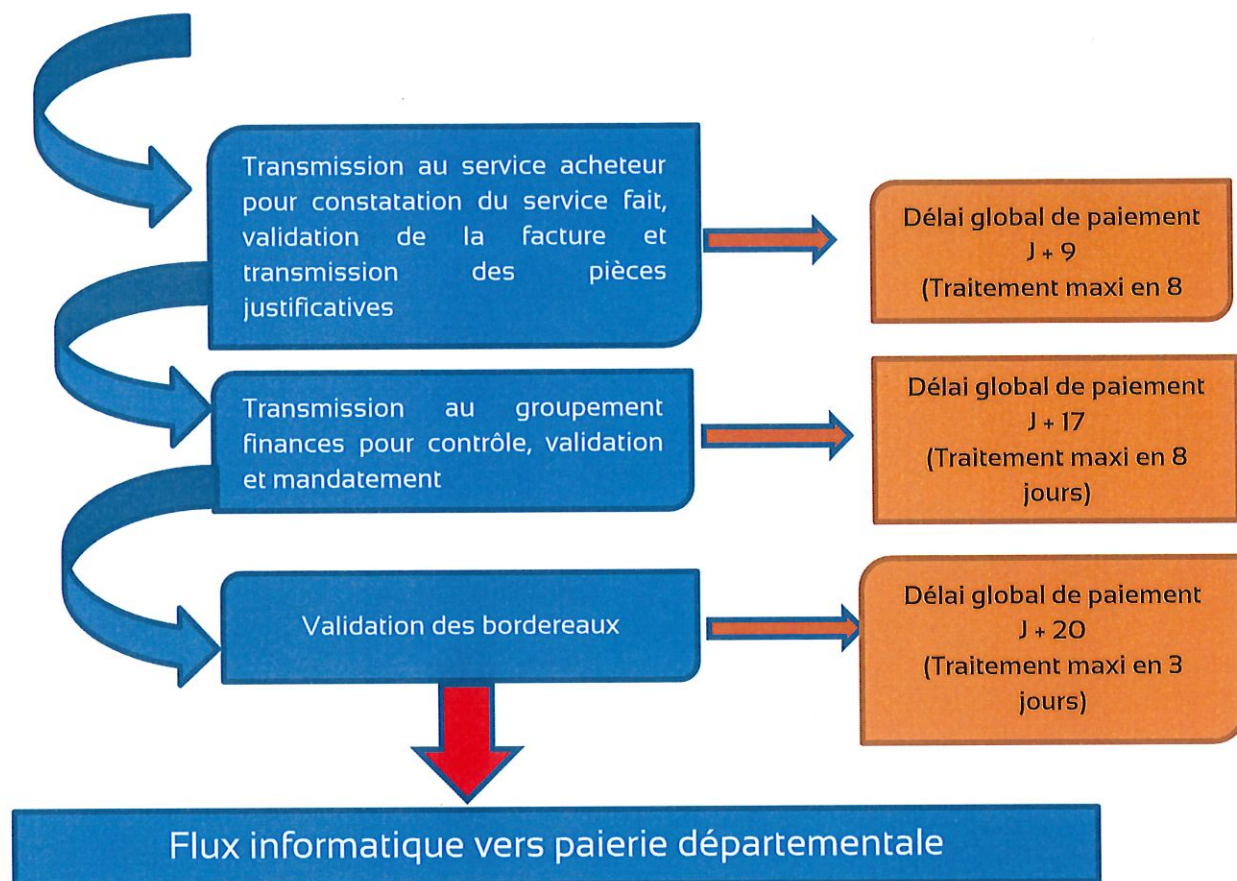 Transmission au service acheteur
pour constatation du service fait,
validation de la facture et
transmission des pièces
justificatives
Délai global de paiement
J + 9
(Traitement maxi en 8
Transmission au groupement
finances pour contrôle, validation
et mandatement
Délai global de paiement
J + 17
(Traitement maxi en 8
jours)
Validation des bordereaux
Délai global de paiement
J + 20
(Traitement maxi en 3
jours)
Flux informatique vers paierie départementale